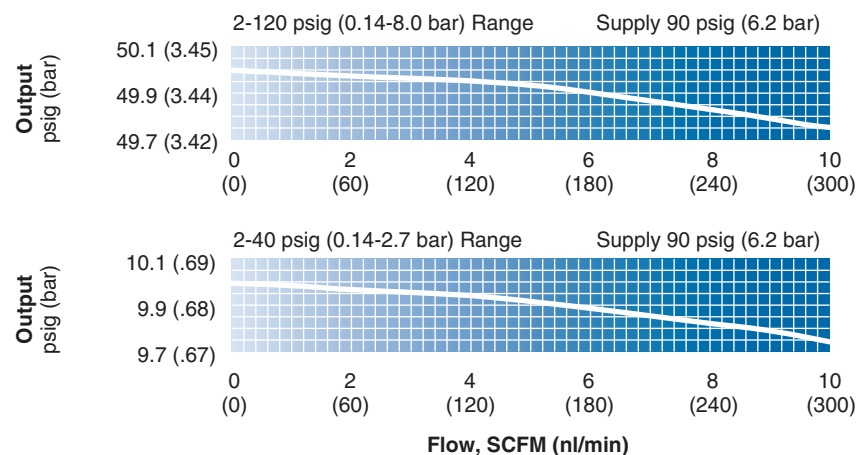 2-120 psig (0.14-8.0 bar) Range Supply 90 psig (6.2 bar)
Output
psig (bar)
50.1 (3.45)
49.9 (3.44)
49.7 (3.42)
0 2 4 6 8 10
(0) (60) (120) (180) (240) (300)
2-40 psig (0.14-2.7 bar) Range Supply 90 psig (6.2 bar)
Output
psig (bar)
10.1 (.69)
9.9 (.68)
9.7 (.67)
0 2 4 6 8 10
(0) (60) (120) (180) (240) (300)
Flow, SCFM (nl/min)